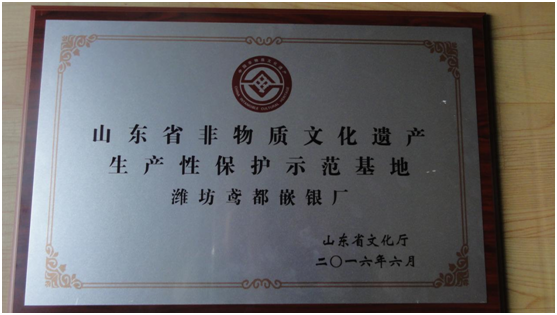 山东省非物质文化遗产
生产性保护示范基地
潍坊鸢都嵌银厂
山东省文化厅
二〇一六年六月